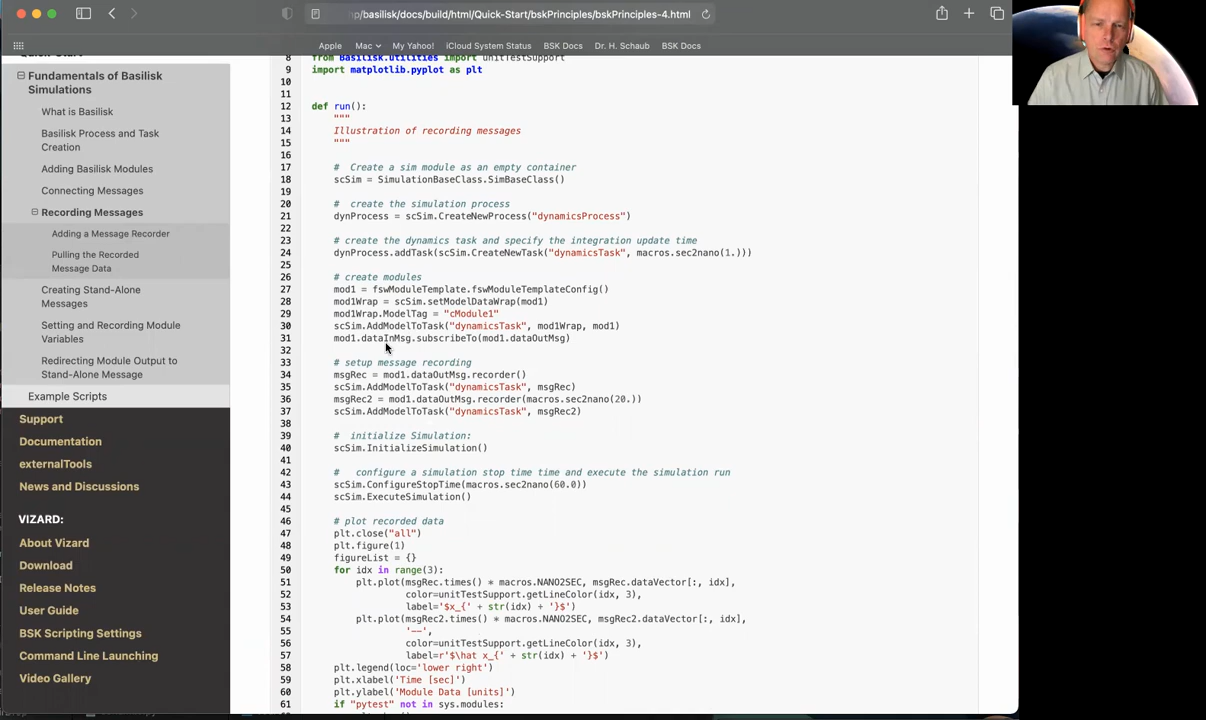 /basilisk/docs/build/html/Quick-Start/bskPrinciples/bskPrinciples-4.html
Apple Mac My Yahoo! iCloud System Status BSK Docs Dr. H. Schaub BSK Docs
Quick-Start
Fundamentals of Basilisk
Simulations
What is Basilisk
Basilisk Process and Task
Creation
Adding Basilisk Modules
Connecting Messages
Recording Messages
Adding a Message Recorder
Pulling the Recorded
Message Data
Creating Stand-Alone
Messages
Setting and Recording Module
Variables
Redirecting Module Output to
Stand-Alone Message
Example Scripts
Support
Documentation
externalTools
News and Discussions
VIZARD:
About Vizard
Download
Release Notes
User Guide
BSK Scripting Settings
Command Line Launching
Video Gallery
8 from Basilisk.utilities import unitTestSupport
9 import matplotlib.pyplot as plt
10
11
12 def run():
13 """
14 Illustration of recording messages
15 """
16
17 #  Create a sim module as an empty container
18 scSim = SimulationBaseClass.SimBaseClass()
19
20 #  create the simulation process
21 dynProcess = scSim.CreateNewProcess("dynamicsProcess")
22
23 # create the dynamics task and specify the integration update time
24 dynProcess.addTask(scSim.CreateNewTask("dynamicsTask", macros.sec2nano(1.)))
25
26 # create modules
27 mod1 = fswModuleTemplate.fswModuleTemplateConfig()
28 mod1Wrap = scSim.setModelDataWrap(mod1)
29 mod1Wrap.ModelTag = "cModule1"
30 scSim.AddModelToTask("dynamicsTask", mod1Wrap, mod1)
31 mod1.dataInMsg.subscribeTo(mod1.dataOutMsg)
32
33 # setup message recording
34 msgRec = mod1.dataOutMsg.recorder()
35 scSim.AddModelToTask("dynamicsTask", msgRec)
36 msgRec2 = mod1.dataOutMsg.recorder(macros.sec2nano(20.))
37 scSim.AddModelToTask("dynamicsTask", msgRec2)
38
39 #  initialize Simulation:
40 scSim.InitializeSimulation()
41
42 #   configure a simulation stop time time and execute the simulation run
43 scSim.ConfigureStopTime(macros.sec2nano(60.0))
44 scSim.ExecuteSimulation()
45
46 # plot recorded data
47 plt.close("all")
48 plt.figure(1)
49 figureList = {}
50 for idx in range(3):
51 plt.plot(msgRec.times() * macros.NANO2SEC, msgRec.dataVector[:, idx],
52 color=unitTestSupport.getLineColor(idx, 3),
53 label='$x_{' + str(idx) + '}$')
54 plt.plot(msgRec2.times() * macros.NANO2SEC, msgRec2.dataVector[:, idx],
55 '--',
56 color=unitTestSupport.getLineColor(idx, 3),
57 label=r'$\hat x_{' + str(idx) + '}$')
58 plt.legend(loc='lower right')
59 plt.xlabel('Time [sec]')
60 plt.ylabel('Module Data [units]')
61 if "pytest" not in sys.modules: